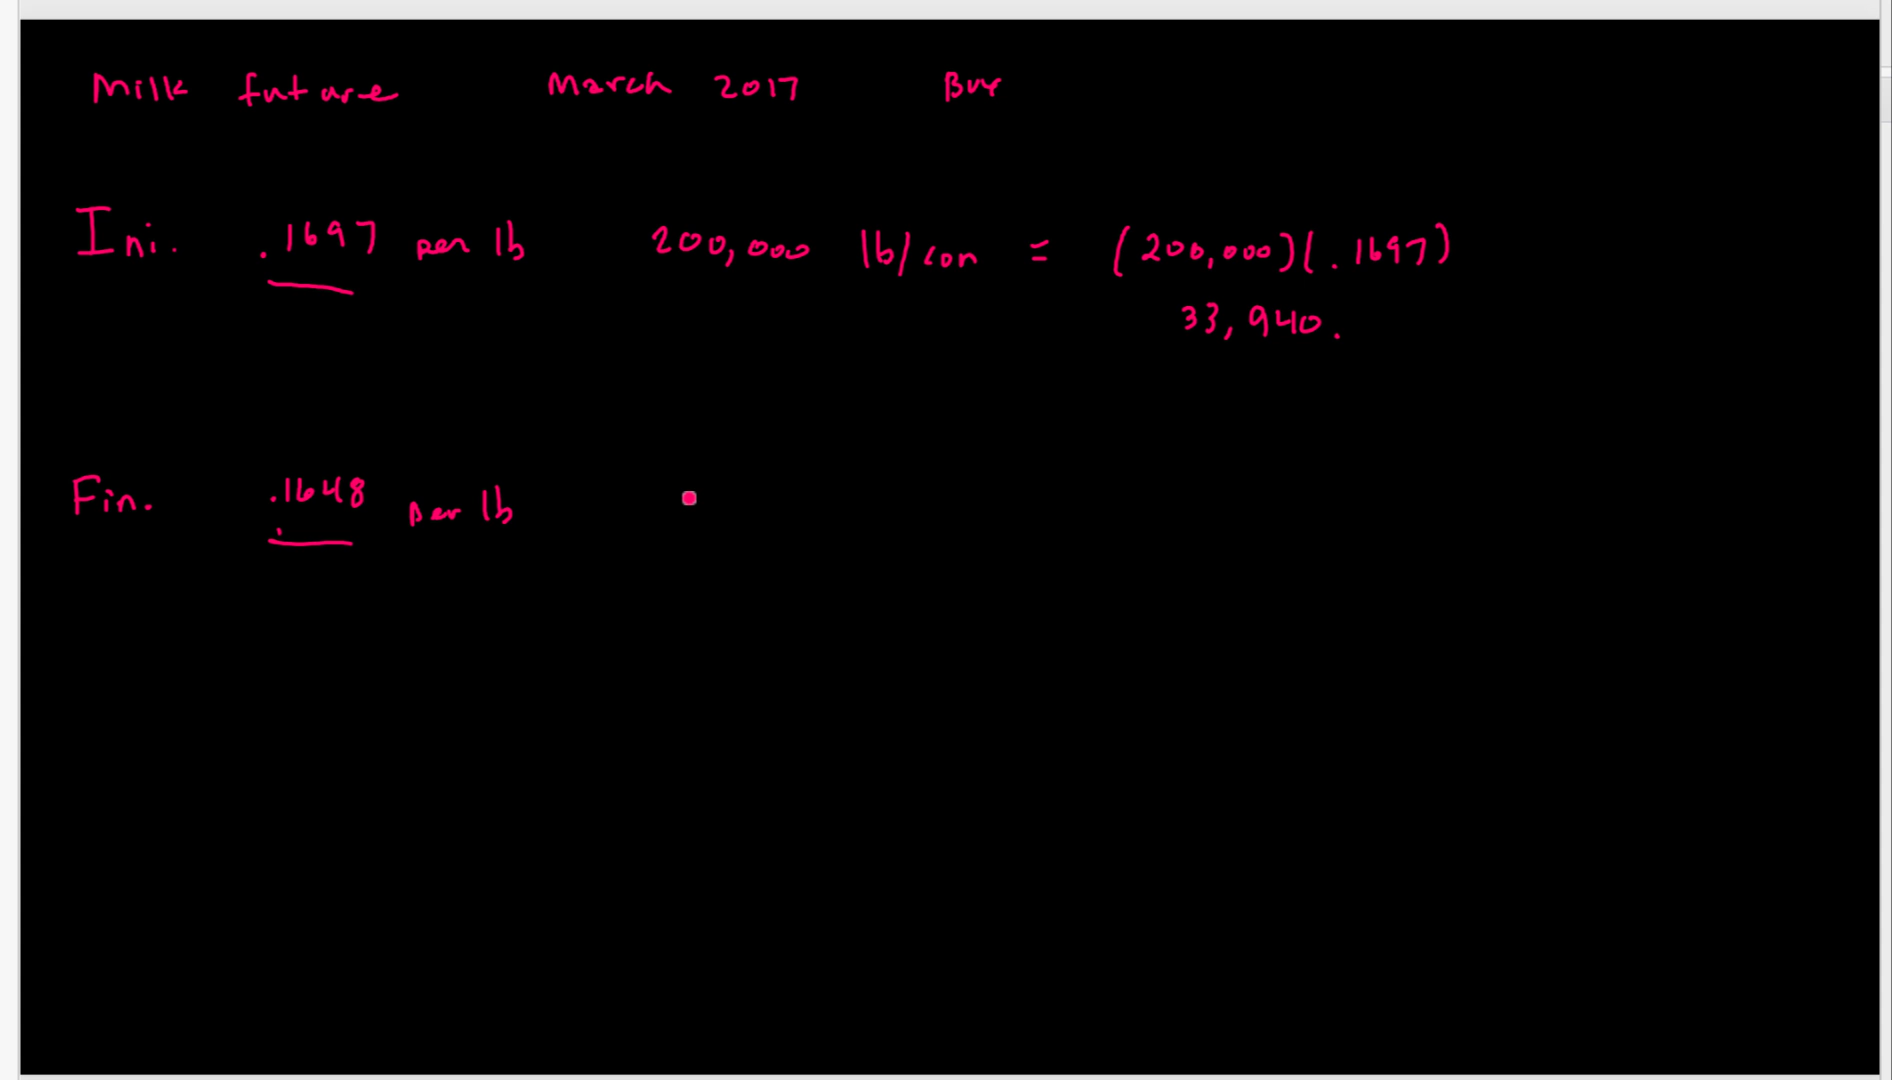 Milk future March 2017 Buy
Ini. .1697 per lb 200,000 lb/con = (200,000)(.1697)
33,940.
Fin. .1648 per lb